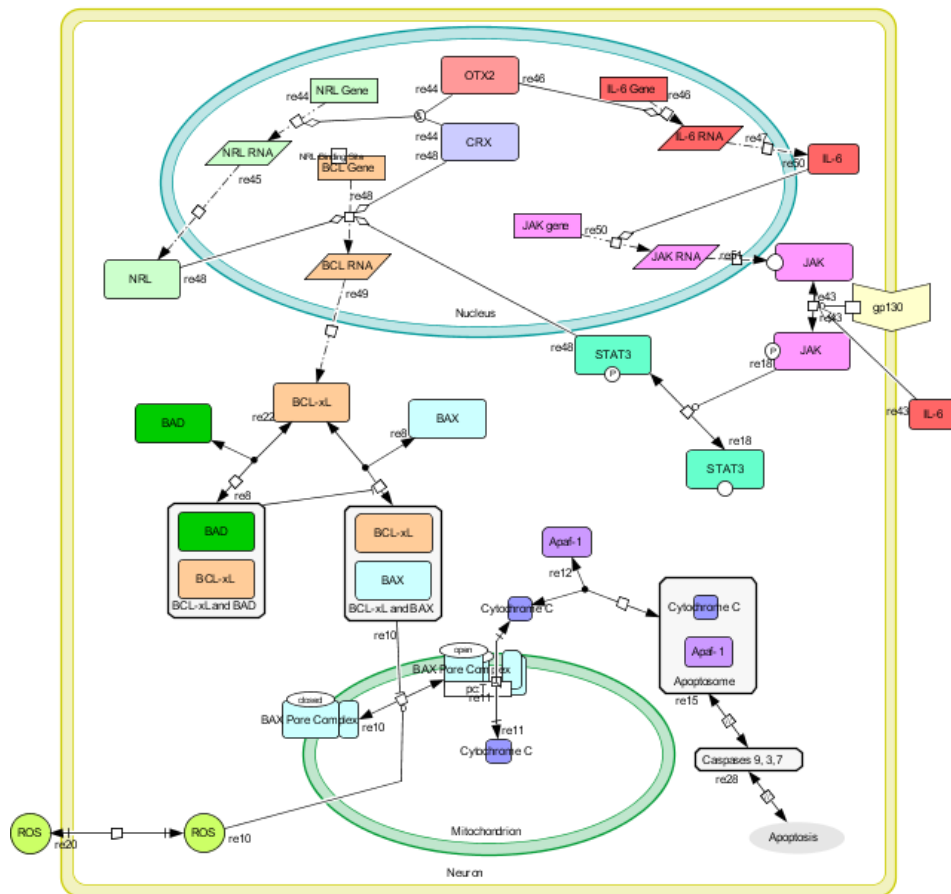 OTX2
re46
re44
NRL Gene
re44
IL-6 Gene
re46
re44
CRX
re48
NRL RNA
re45
NRL Binding Site
BCL Gene
re48
IL-6 RNA
re47
re50
IL-6
JAK gene
re50
JAK RNA
re51
JAK
NRL
re48
BCL RNA
re49
Nucleus
re43
re43
gp130
P
JAK
re18
re48
STAT3
P
re43
IL-6
re18
STAT3
BAD
re22
BCL-xL
re8
BAX
re8
BAD
BCL-xL
BCL-xL and BAD
BCL-xL
BAX
BCL-xL and BAX
re10
Apaf-1
re12
Cytochrome C
Cytochrome C
Apaf-1
Apoptosome
re15
open
BAX Pore Complex
re11
closed
BAX Pore Complex
re10
re11
Cytochrome C
Caspases 9, 3, 7
re28
Apoptosis
ROS
re20
ROS
re10
Mitochondrion
Neuron